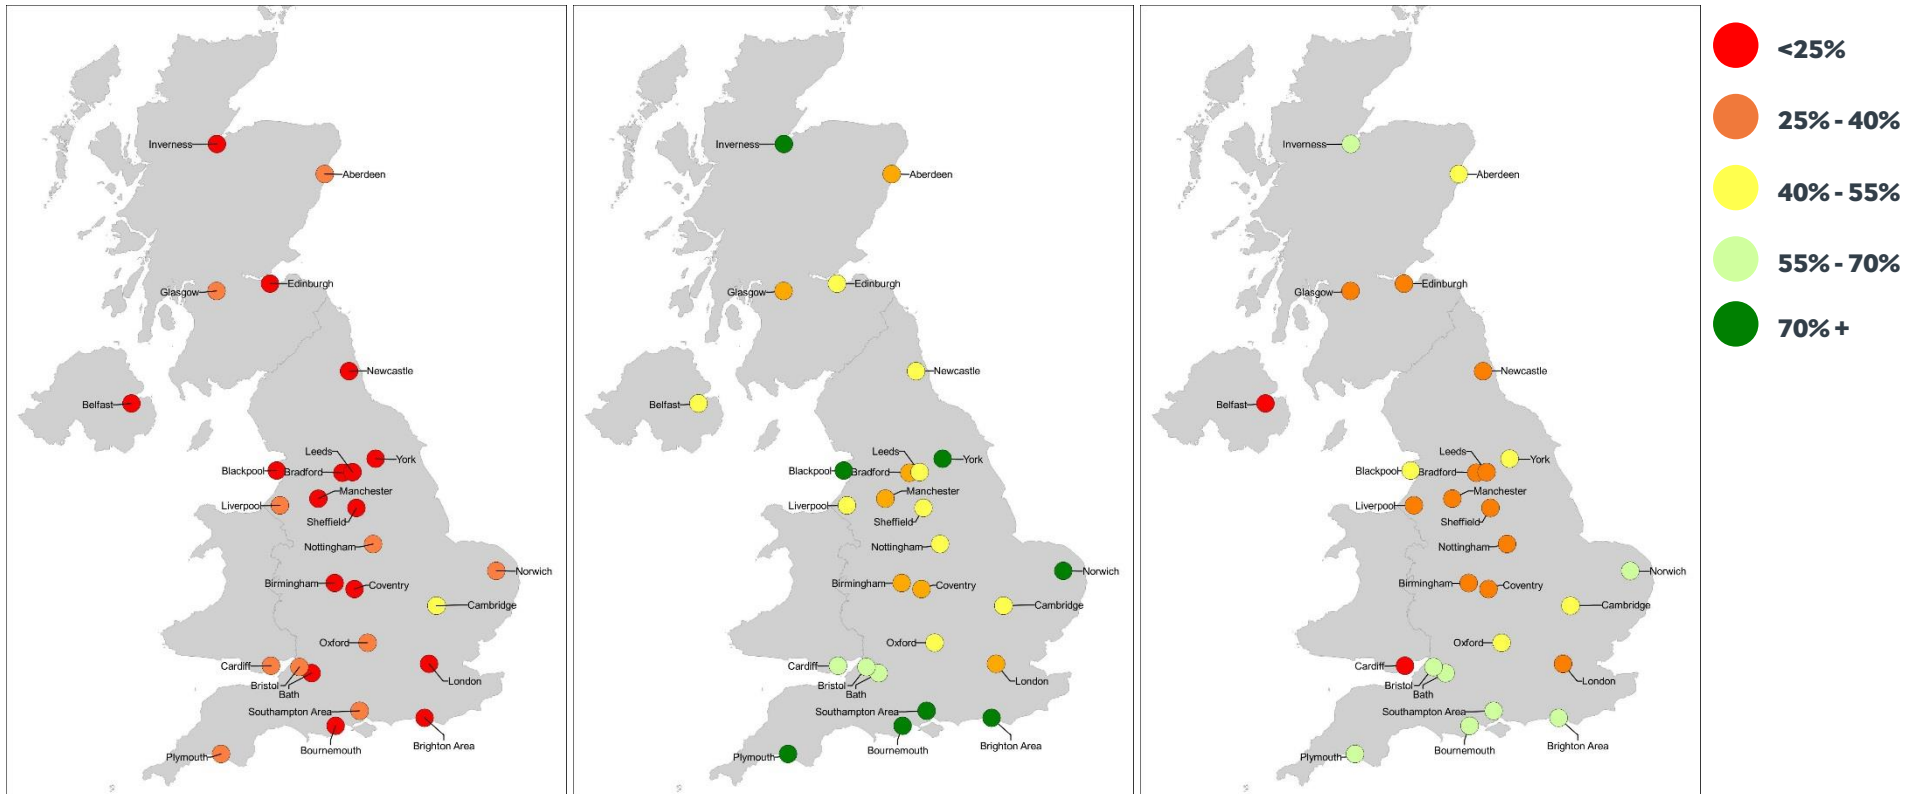 Inverness
Aberdeen
Glasgow
Edinburgh
Newcastle
Belfast
Leeds
York
Blackpool
Bradford
Manchester
Liverpool
Sheffield
Nottingham
Norwich
Birmingham
Coventry
Cambridge
Oxford
Cardiff
London
Bristol
Bath
Southampton Area
Brighton Area
Bournemouth
Plymouth
Inverness
Aberdeen
Glasgow
Edinburgh
Newcastle
Belfast
Leeds
York
Blackpool
Bradford
Manchester
Liverpool
Sheffield
Nottingham
Norwich
Birmingham
Coventry
Cambridge
Oxford
Cardiff
London
Bristol
Bath
Southampton Area
Brighton Area
Bournemouth
Plymouth
Inverness
Aberdeen
Glasgow
Edinburgh
Newcastle
Belfast
Leeds
York
Blackpool
Bradford
Manchester
Liverpool
Sheffield
Nottingham
Norwich
Birmingham
Coventry
Cambridge
Oxford
Cardiff
London
Bristol
Bath
Southampton Area
Brighton Area
Bournemouth
Plymouth
<25%
25% - 40%
40% - 55%
55% - 70%
70% +